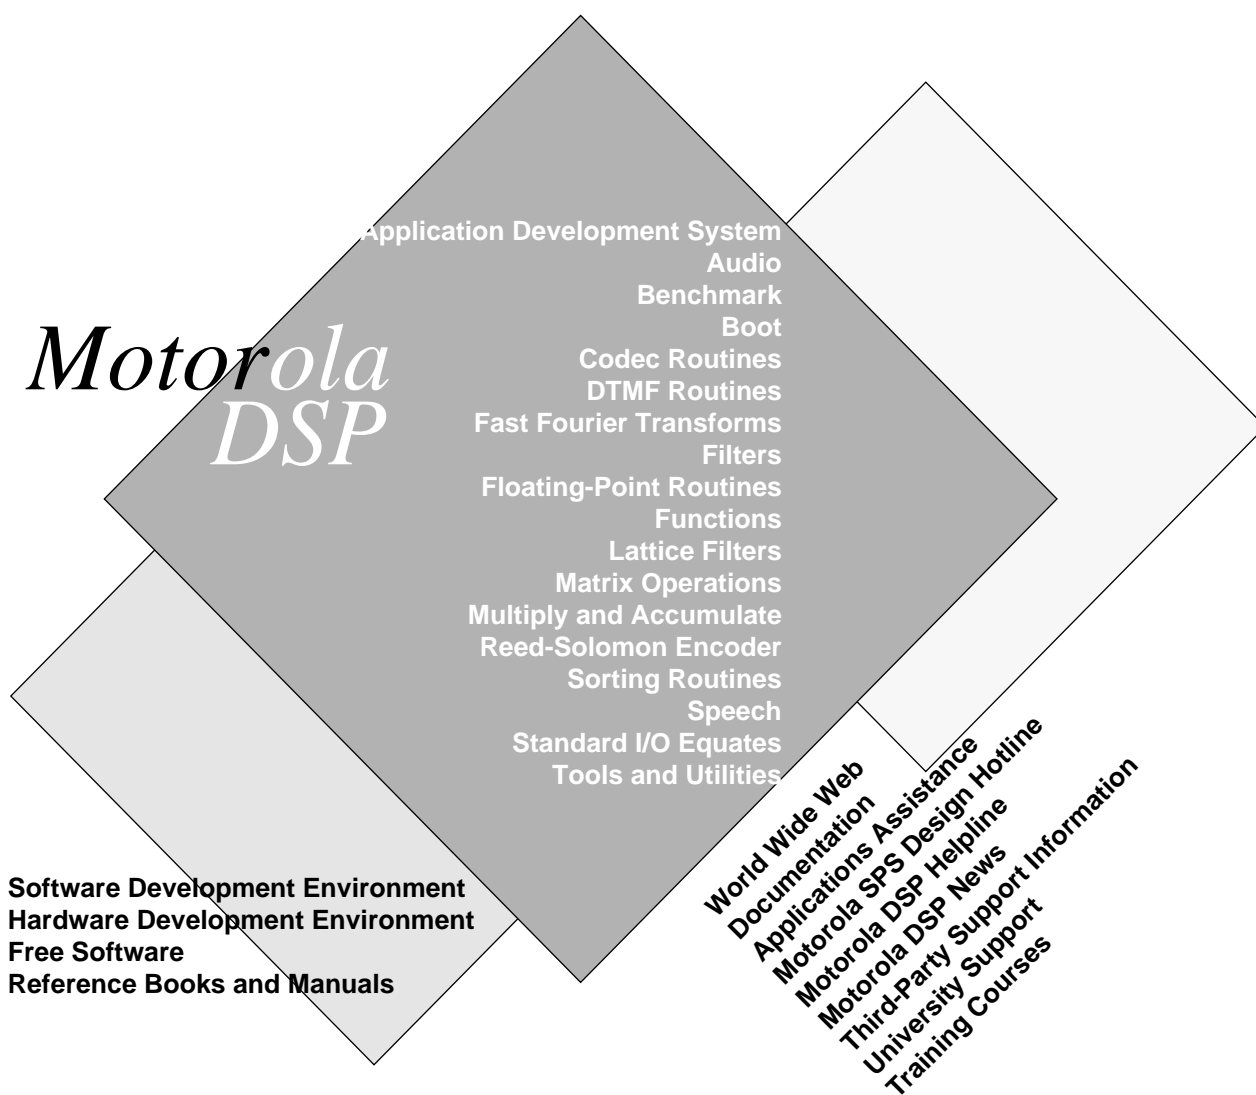 Application Development System
Audio
Benchmark
Boot
Codec Routines
DTMF Routines
Fast Fourier Transforms
Filters
Floating-Point Routines
Functions
Lattice Filters
Matrix Operations
Multiply and Accumulate
Reed-Solomon Encoder
Sorting Routines
Speech
Standard I/O Equates
Tools and Utilities
Motorola
DSP
Software Development Environment
Hardware Development Environment
Free Software
Reference Books and Manuals
World Wide Web
Documentation
Applications Assistance
Motorola SPS Design Hotline
Motorola DSP Helpline
Motorola DSP News
Third-Party Support Information
University Support
Training Courses